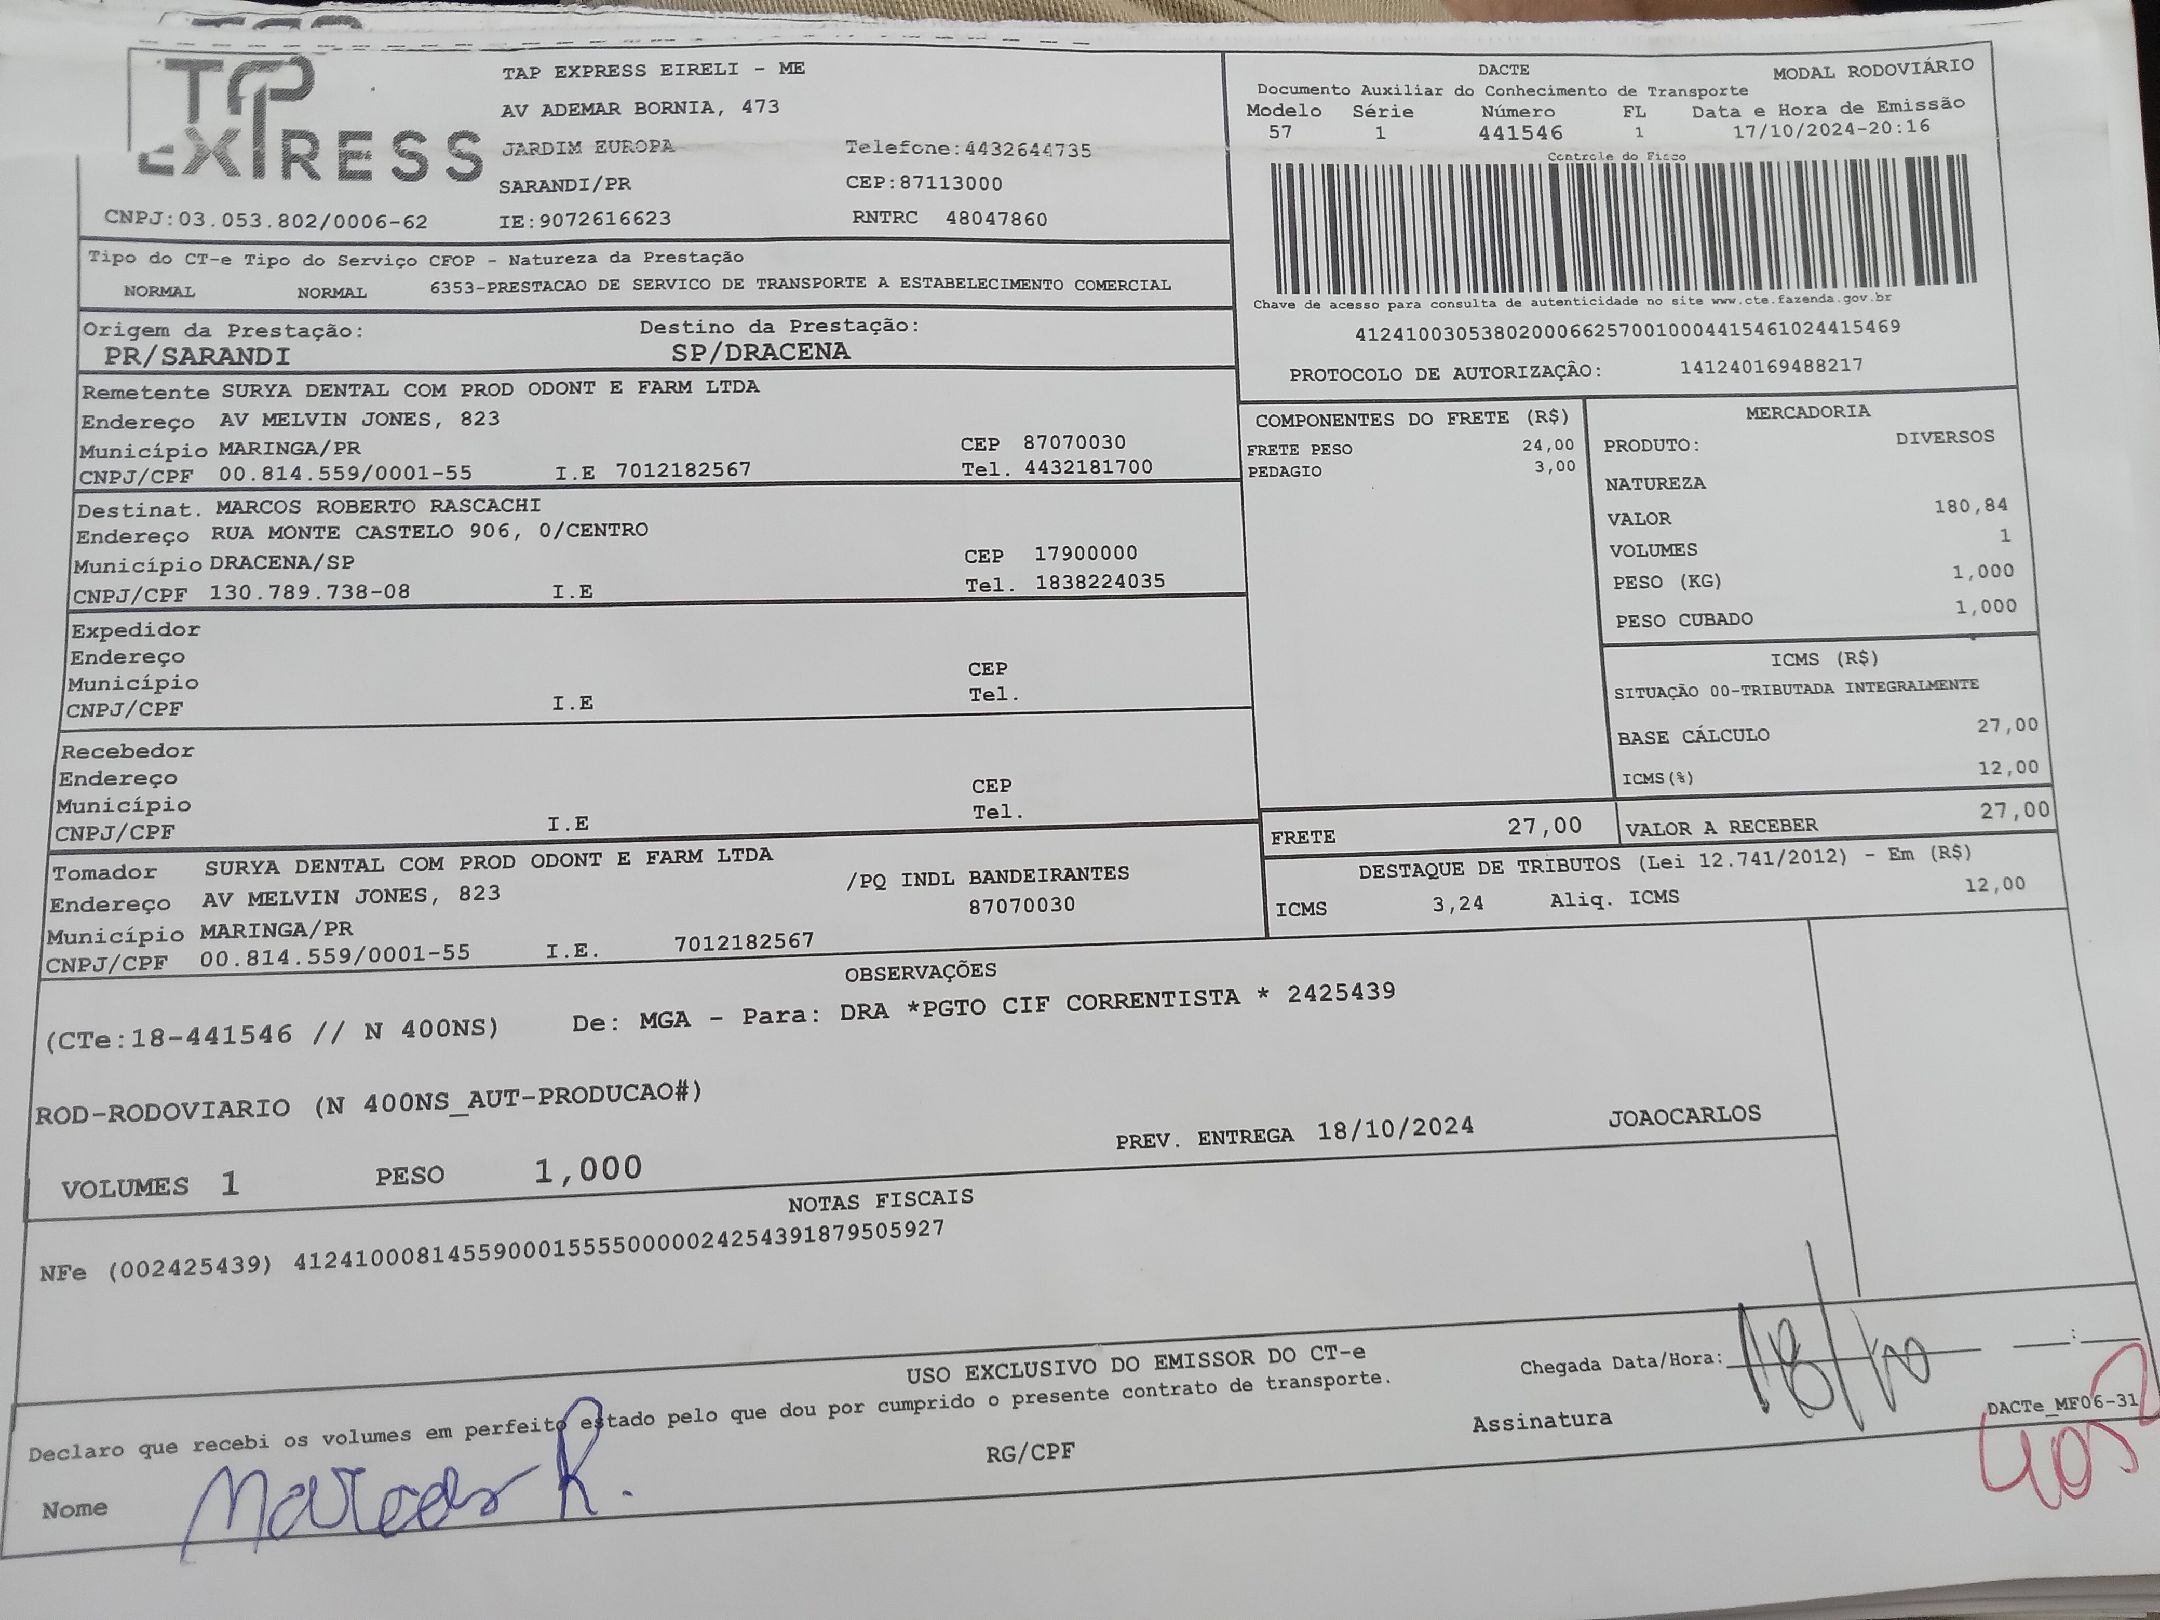 TAP EXPRESS
TAP EXPRESS EIRELI - ME
AV ADEMAR BORNIA, 473
JARDIM EUROPA Telefone:4432644735
SARANDI/PR CEP:87113000
CNPJ:03.053.802/0006-62 IE:9072616623 RNTRC 48047860
DACTE MODAL RODOVIÁRIO
Documento Auxiliar do Conhecimento de Transporte
Modelo Série Número FL Data e Hora de Emissão
57 1 441546 1 17/10/2024-20:16
Controle do Fisco
Chave de acesso para consulta de autenticidade no site www.cte.fazenda.gov.br
41241003053802000662570010004415461024415469
PROTOCOLO DE AUTORIZAÇÃO: 141240169488217
Tipo do CT-e Tipo do Serviço CFOP - Natureza da Prestação
NORMAL NORMAL 6353-PRESTACAO DE SERVICO DE TRANSPORTE A ESTABELECIMENTO COMERCIAL
Origem da Prestação: Destino da Prestação:
PR/SARANDI SP/DRACENA
Remetente SURYA DENTAL COM PROD ODONT E FARM LTDA
Endereço AV MELVIN JONES, 823
Município MARINGA/PR CEP 87070030
CNPJ/CPF 00.814.559/0001-55 I.E 7012182567 Tel. 4432181700
Destinat. MARCOS ROBERTO RASCACHI
Endereço RUA MONTE CASTELO 906, 0/CENTRO
Município DRACENA/SP CEP 17900000
CNPJ/CPF 130.789.738-08 I.E Tel. 1838224035
Expedidor
Endereço
Município CEP
CNPJ/CPF I.E Tel.
Recebedor
Endereço
Município CEP
CNPJ/CPF I.E Tel.
Tomador SURYA DENTAL COM PROD ODONT E FARM LTDA
Endereço AV MELVIN JONES, 823 /PQ INDL BANDEIRANTES
Município MARINGA/PR 87070030
CNPJ/CPF 00.814.559/0001-55 I.E. 7012182567
COMPONENTES DO FRETE (R$)
FRETE PESO 24,00
PEDAGIO 3,00
MERCADORIA
PRODUTO: DIVERSOS
NATUREZA
VALOR 180,84
VOLUMES 1
PESO (KG) 1,000
PESO CUBADO 1,000
ICMS (R$)
SITUAÇÃO 00-TRIBUTADA INTEGRALMENTE
BASE CÁLCULO 27,00
ICMS(%) 12,00
FRETE 27,00 VALOR A RECEBER 27,00
DESTAQUE DE TRIBUTOS (Lei 12.741/2012) - Em (R$)
ICMS 3,24 Aliq. ICMS 12,00
OBSERVAÇÕES
(CTe:18-441546 // N 400NS) De: MGA - Para: DRA *PGTO CIF CORRENTISTA * 2425439
ROD-RODOVIARIO (N 400NS_AUT-PRODUCAO#)
PREV. ENTREGA 18/10/2024 JOAOCARLOS
VOLUMES 1 PESO 1,000
NOTAS FISCAIS
NFe (002425439) 41241000814559000155550000024254391879505927
USO EXCLUSIVO DO EMISSOR DO CT-e
Declaro que recebi os volumes em perfeito estado pelo que dou por cumprido o presente contrato de transporte.
Chegada Data/Hora: 18/10 :
Nome Marcos R. RG/CPF Assinatura
DACTe_MF06-31